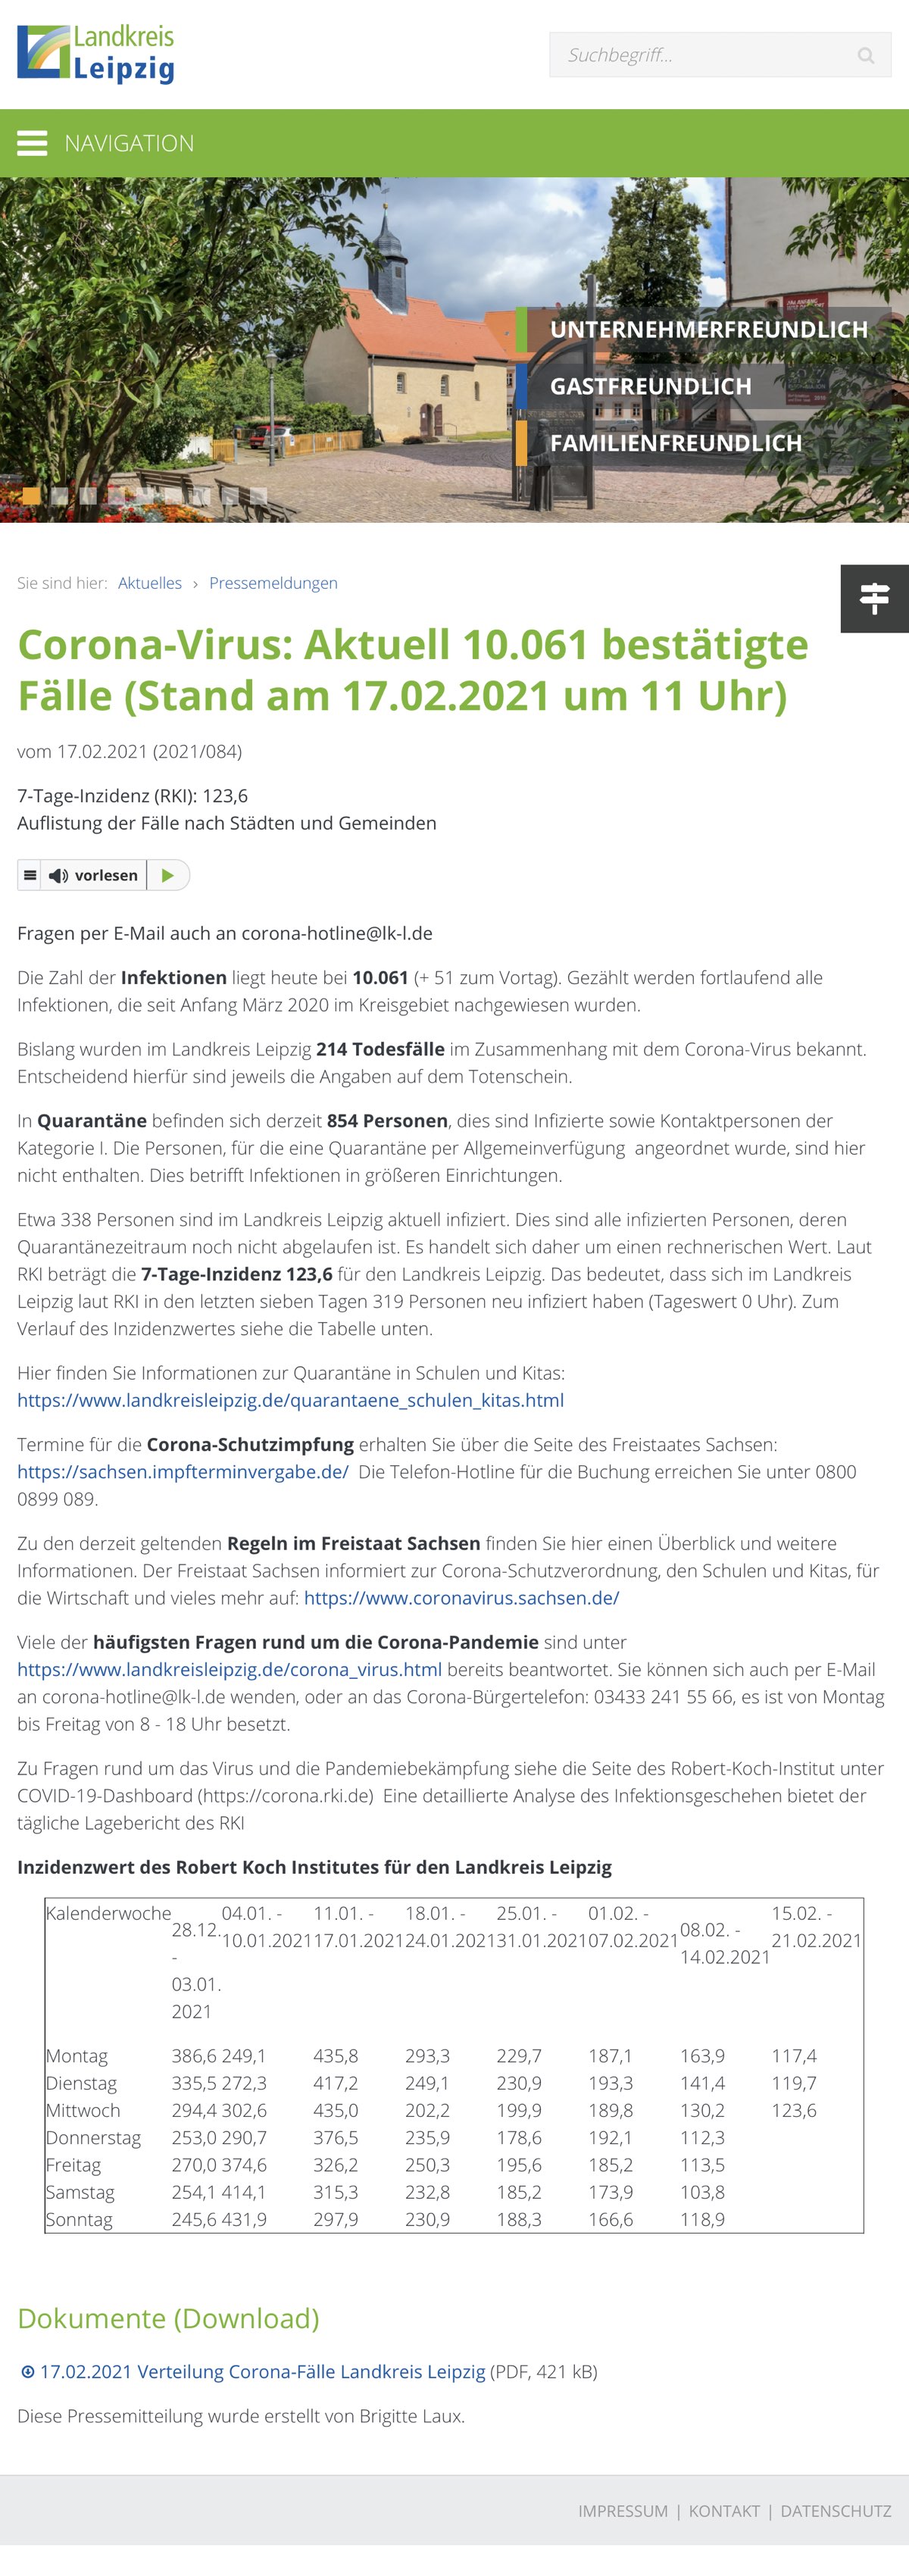 Landkreis
Leipzig
Suchbegriff...
NAVIGATION
UNTERNEHMERFREUNDLICH
GASTFREUNDLICH
FAMILIENFREUNDLICH
Sie sind hier: Aktuelles › Pressemeldungen
Corona-Virus: Aktuell 10.061 bestätigte
Fälle (Stand am 17.02.2021 um 11 Uhr)
vom 17.02.2021 (2021/084)
7-Tage-Inzidenz (RKI): 123,6
Auflistung der Fälle nach Städten und Gemeinden
vorlesen
Fragen per E-Mail auch an corona-hotline@lk-l.de
Die Zahl der Infektionen liegt heute bei 10.061 (+ 51 zum Vortag). Gezählt werden fortlaufend alle
Infektionen, die seit Anfang März 2020 im Kreisgebiet nachgewiesen wurden.
Bislang wurden im Landkreis Leipzig 214 Todesfälle im Zusammenhang mit dem Corona-Virus bekannt.
Entscheidend hierfür sind jeweils die Angaben auf dem Totenschein.
In Quarantäne befinden sich derzeit 854 Personen, dies sind Infizierte sowie Kontaktpersonen der
Kategorie I. Die Personen, für die eine Quarantäne per Allgemeinverfügung  angeordnet wurde, sind hier
nicht enthalten. Dies betrifft Infektionen in größeren Einrichtungen.
Etwa 338 Personen sind im Landkreis Leipzig aktuell infiziert. Dies sind alle infizierten Personen, deren
Quarantänezeitraum noch nicht abgelaufen ist. Es handelt sich daher um einen rechnerischen Wert. Laut
RKI beträgt die 7-Tage-Inzidenz 123,6 für den Landkreis Leipzig. Das bedeutet, dass sich im Landkreis
Leipzig laut RKI in den letzten sieben Tagen 319 Personen neu infiziert haben (Tageswert 0 Uhr). Zum
Verlauf des Inzidenzwertes siehe die Tabelle unten.
Hier finden Sie Informationen zur Quarantäne in Schulen und Kitas:
https://www.landkreisleipzig.de/quarantaene_schulen_kitas.html
Termine für die Corona-Schutzimpfung erhalten Sie über die Seite des Freistaates Sachsen:
https://sachsen.impfterminvergabe.de/  Die Telefon-Hotline für die Buchung erreichen Sie unter 0800
0899 089.
Zu den derzeit geltenden Regeln im Freistaat Sachsen finden Sie hier einen Überblick und weitere
Informationen. Der Freistaat Sachsen informiert zur Corona-Schutzverordnung, den Schulen und Kitas, für
die Wirtschaft und vieles mehr auf: https://www.coronavirus.sachsen.de/
Viele der häufigsten Fragen rund um die Corona-Pandemie sind unter
https://www.landkreisleipzig.de/corona_virus.html bereits beantwortet. Sie können sich auch per E-Mail
an corona-hotline@lk-l.de wenden, oder an das Corona-Bürgertelefon: 03433 241 55 66, es ist von Montag
bis Freitag von 8 - 18 Uhr besetzt.
Zu Fragen rund um das Virus und die Pandemiebekämpfung siehe die Seite des Robert-Koch-Institut unter
COVID-19-Dashboard (https://corona.rki.de)  Eine detaillierte Analyse des Infektionsgeschehen bietet der
tägliche Lagebericht des RKI
Inzidenzwert des Robert Koch Institutes für den Landkreis Leipzig
Kalenderwoche 28.12. - 03.01. 2021 04.01. - 10.01.2021 11.01. - 17.01.2021 18.01. - 24.01.2021 25.01. - 31.01.2021 01.02. - 07.02.2021 08.02. - 14.02.2021 15.02. - 21.02.2021
Montag 386,6 249,1 435,8 293,3 229,7 187,1 163,9 117,4
Dienstag 335,5 272,3 417,2 249,1 230,9 193,3 141,4 119,7
Mittwoch 294,4 302,6 435,0 202,2 199,9 189,8 130,2 123,6
Donnerstag 253,0 290,7 376,5 235,9 178,6 192,1 112,3
Freitag 270,0 374,6 326,2 250,3 195,6 185,2 113,5
Samstag 254,1 414,1 315,3 232,8 185,2 173,9 103,8
Sonntag 245,6 431,9 297,9 230,9 188,3 166,6 118,9
Dokumente (Download)
17.02.2021 Verteilung Corona-Fälle Landkreis Leipzig (PDF, 421 kB)
Diese Pressemitteilung wurde erstellt von Brigitte Laux.
IMPRESSUM | KONTAKT | DATENSCHUTZ